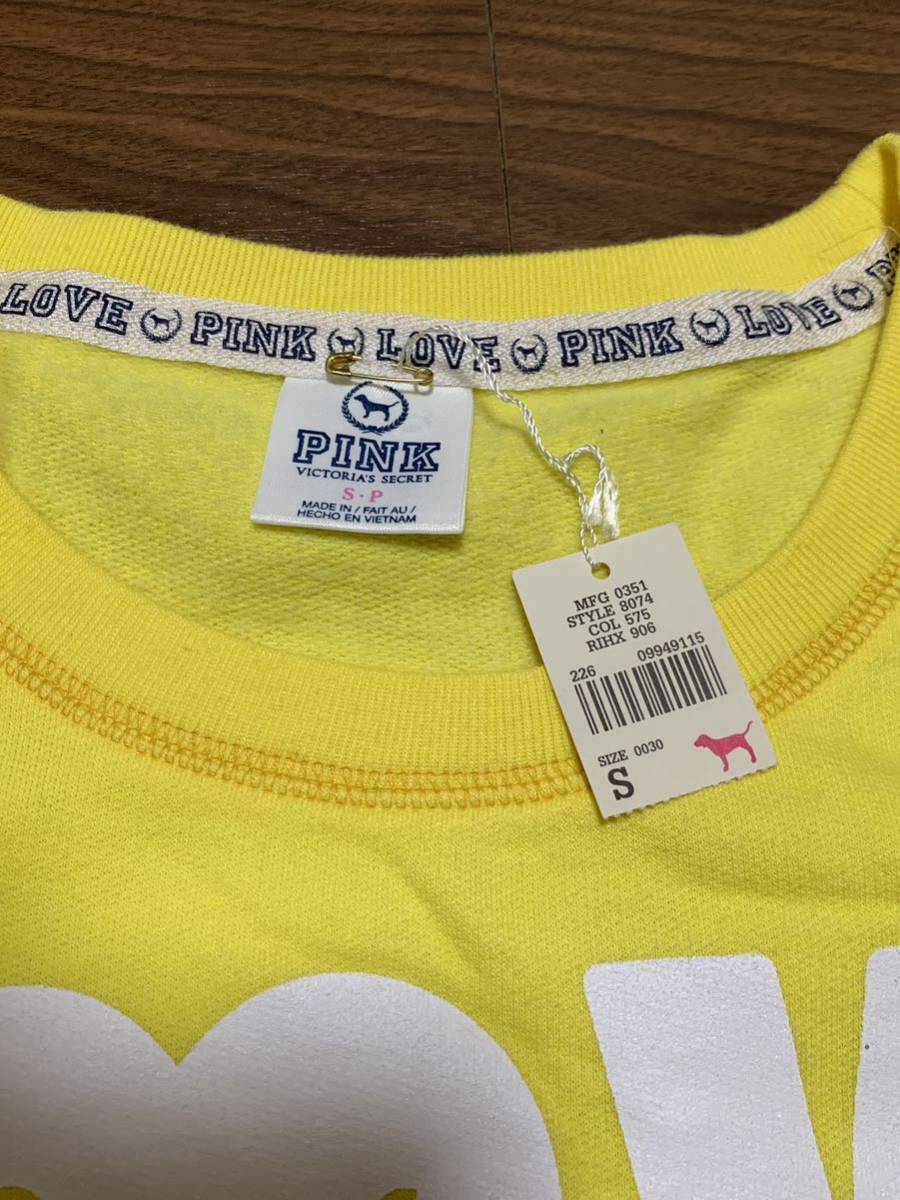 LOVE PINK LOVE PINK LOVE
PINK
VICTORIA'S SECRET
S·P
MADE IN / FAIT AU /
HECHO EN VIETNAM
MFG 0351
STYLE 8074
COL 575
RIHX 906
226 09949115
SIZE 0030
S